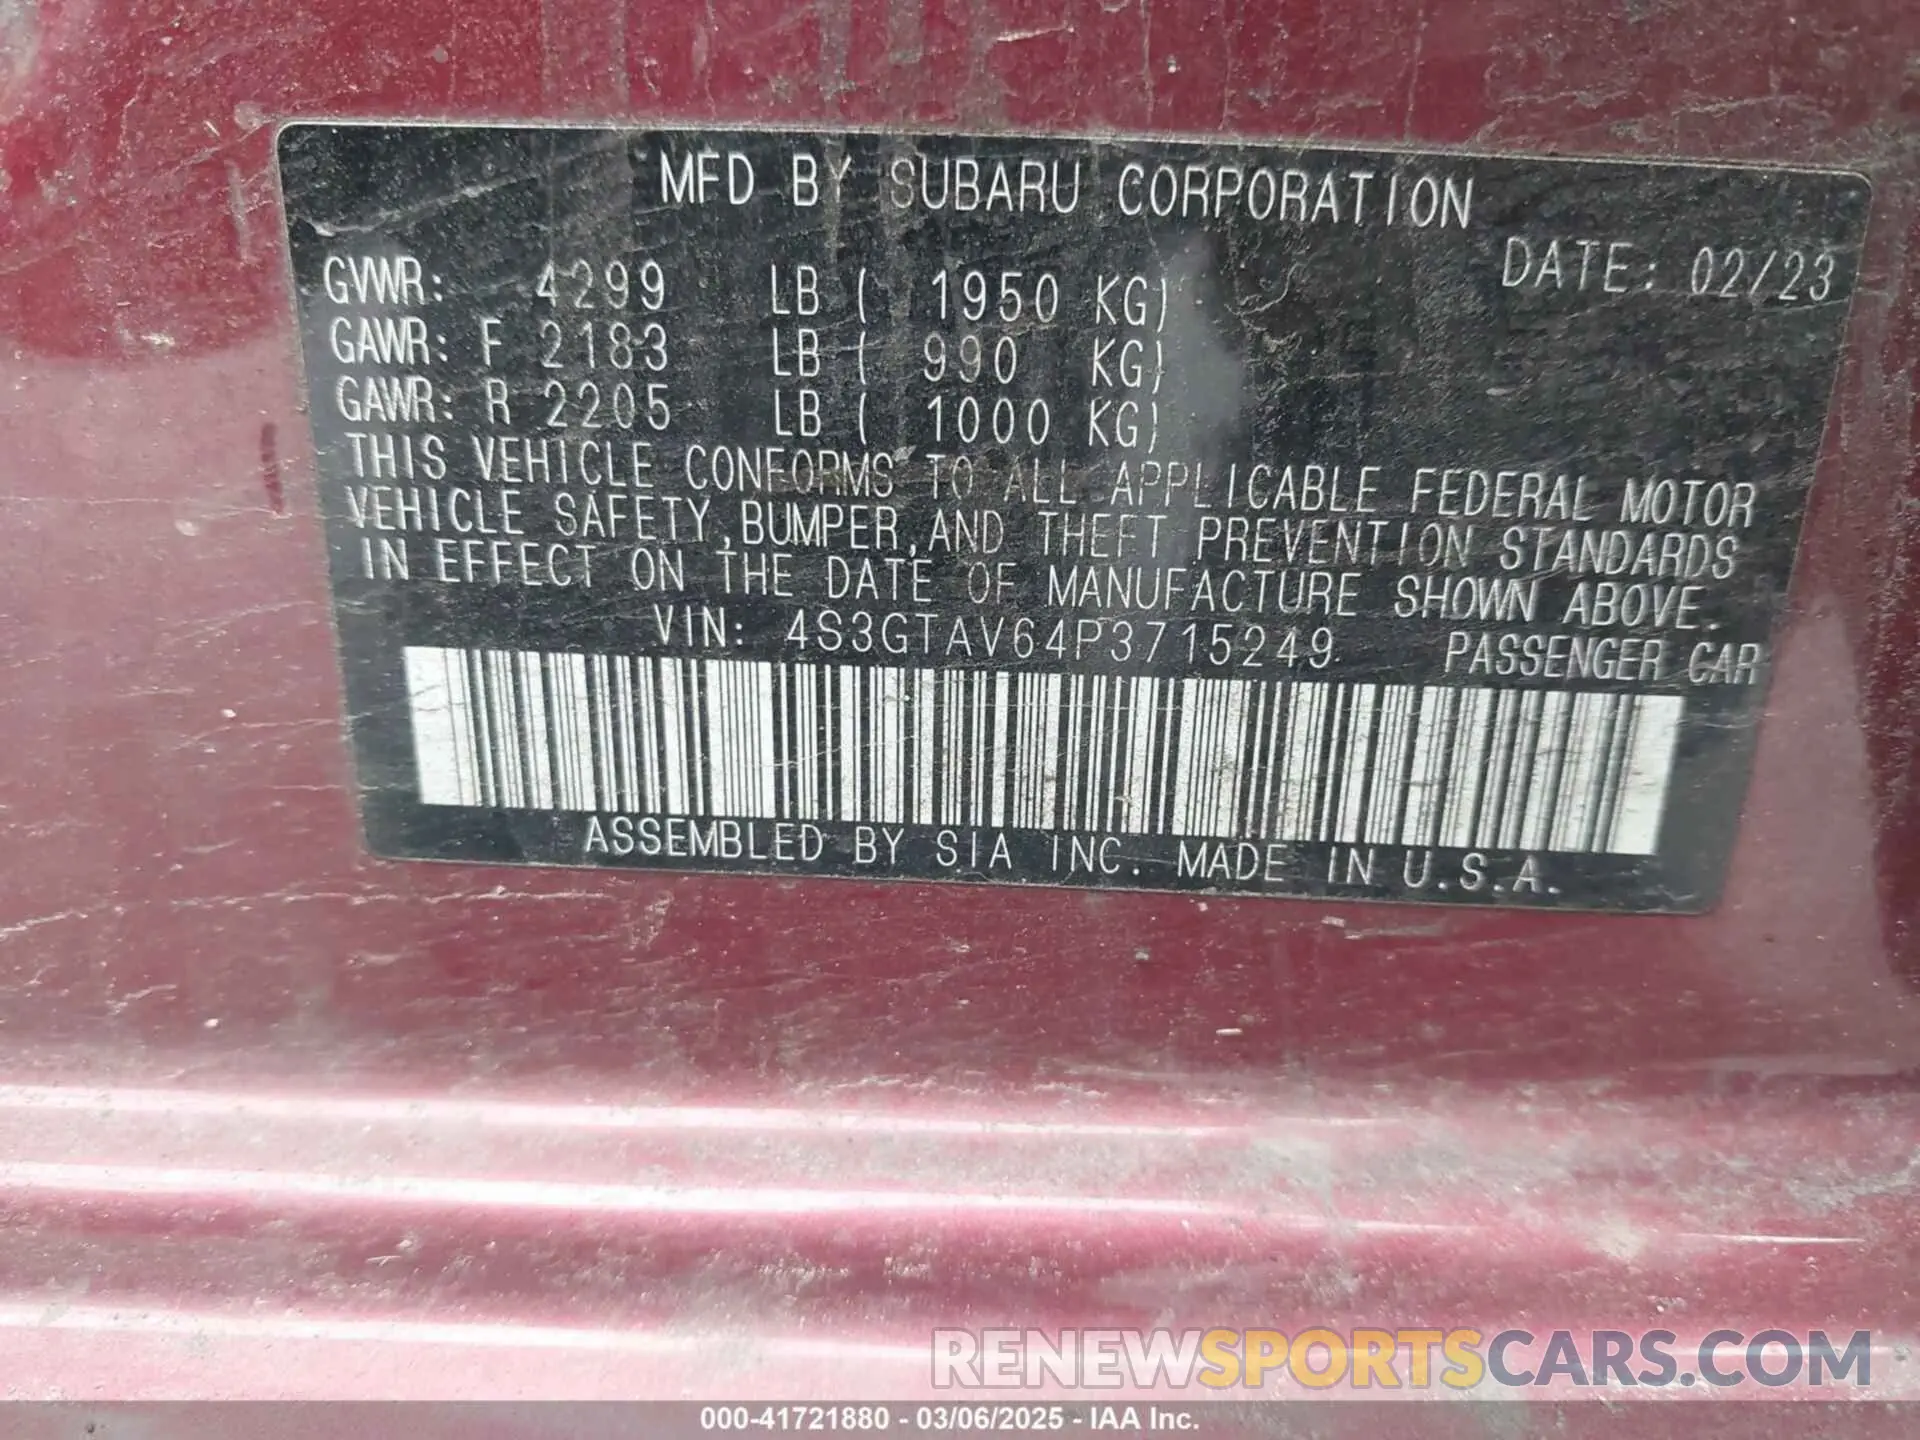 MFD BY SUBARU CORPORATION
DATE: 02/23
GVWR: 4299 LB ( 1950 KG)
GAWR: F 2183 LB ( 990 KG)
GAWR: R 2205 LB ( 1000 KG)
THIS VEHICLE CONFORMS TO ALL APPLICABLE FEDERAL MOTOR
VEHICLE SAFETY,BUMPER,AND THEFT PREVENTION STANDARDS
IN EFFECT ON THE DATE OF MANUFACTURE SHOWN ABOVE.
VIN: 4S3GTAV64P3715249 PASSENGER CAR
ASSEMBLED BY SIA INC. MADE IN U.S.A.
RENEWSPORTSCARS.COM
000-41721880 - 03/06/2025 - IAA Inc.